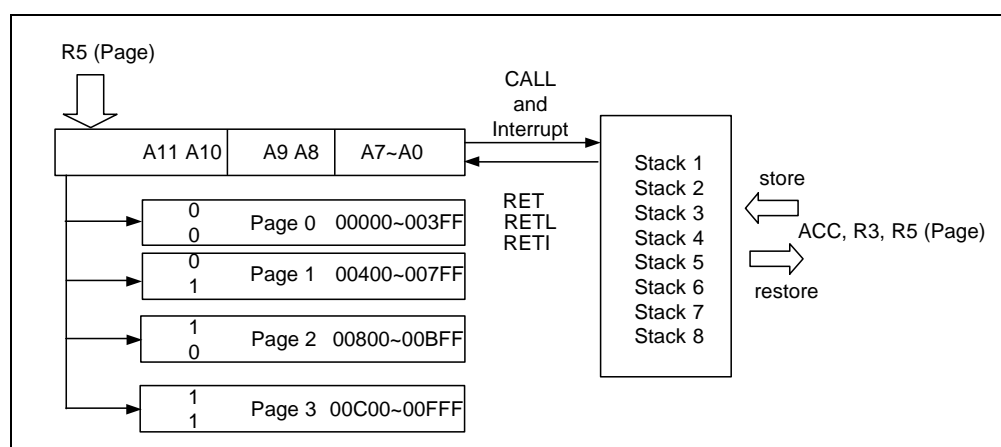 R5 (Page)
A11 A10 A9 A8 A7~A0
CALL
and
Interrupt
RET
RETL
RETI
0
0
Page 0 00000~003FF
0
1
Page 1 00400~007FF
1
0
Page 2 00800~00BFF
1
1
Page 3 00C00~00FFF
Stack 1
Stack 2
Stack 3
Stack 4
Stack 5
Stack 6
Stack 7
Stack 8
store
ACC, R3, R5 (Page)
restore